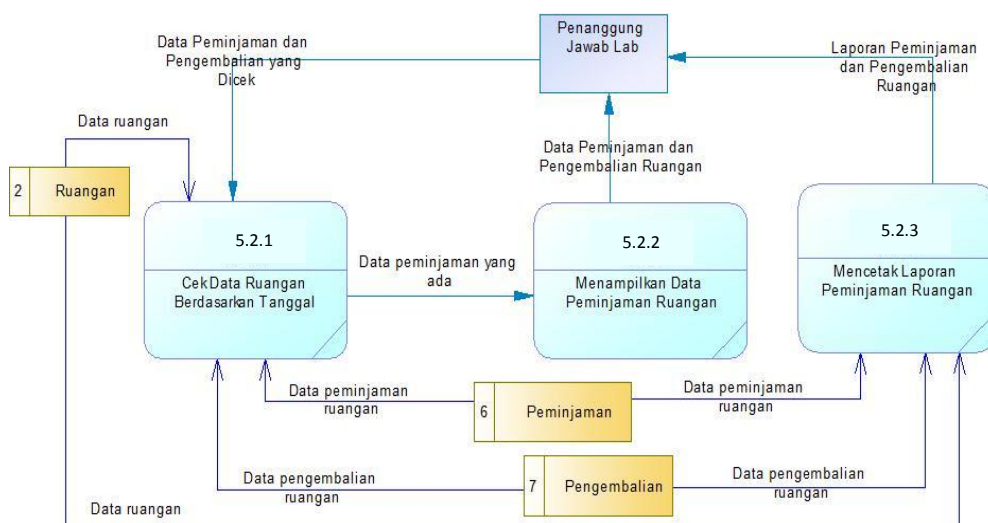 Penanggung
Jawab Lab
Data Peminjaman dan
Pengembalian yang
Dicek
Laporan Peminjaman
dan Pengembalian
Ruangan
Data ruangan
Data Peminjaman dan
Pengembalian Ruangan
2 Ruangan
5.2.1
Cek Data Ruangan
Berdasarkan Tanggal
Data peminjaman yang
ada
5.2.2
Menampilkan Data
Peminjaman Ruangan
5.2.3
Mencetak Laporan
Peminjaman Ruangan
Data peminjaman
ruangan
6 Peminjaman
Data peminjaman
ruangan
Data pengembalian
ruangan
7 Pengembalian
Data pengembalian
ruangan
Data ruangan